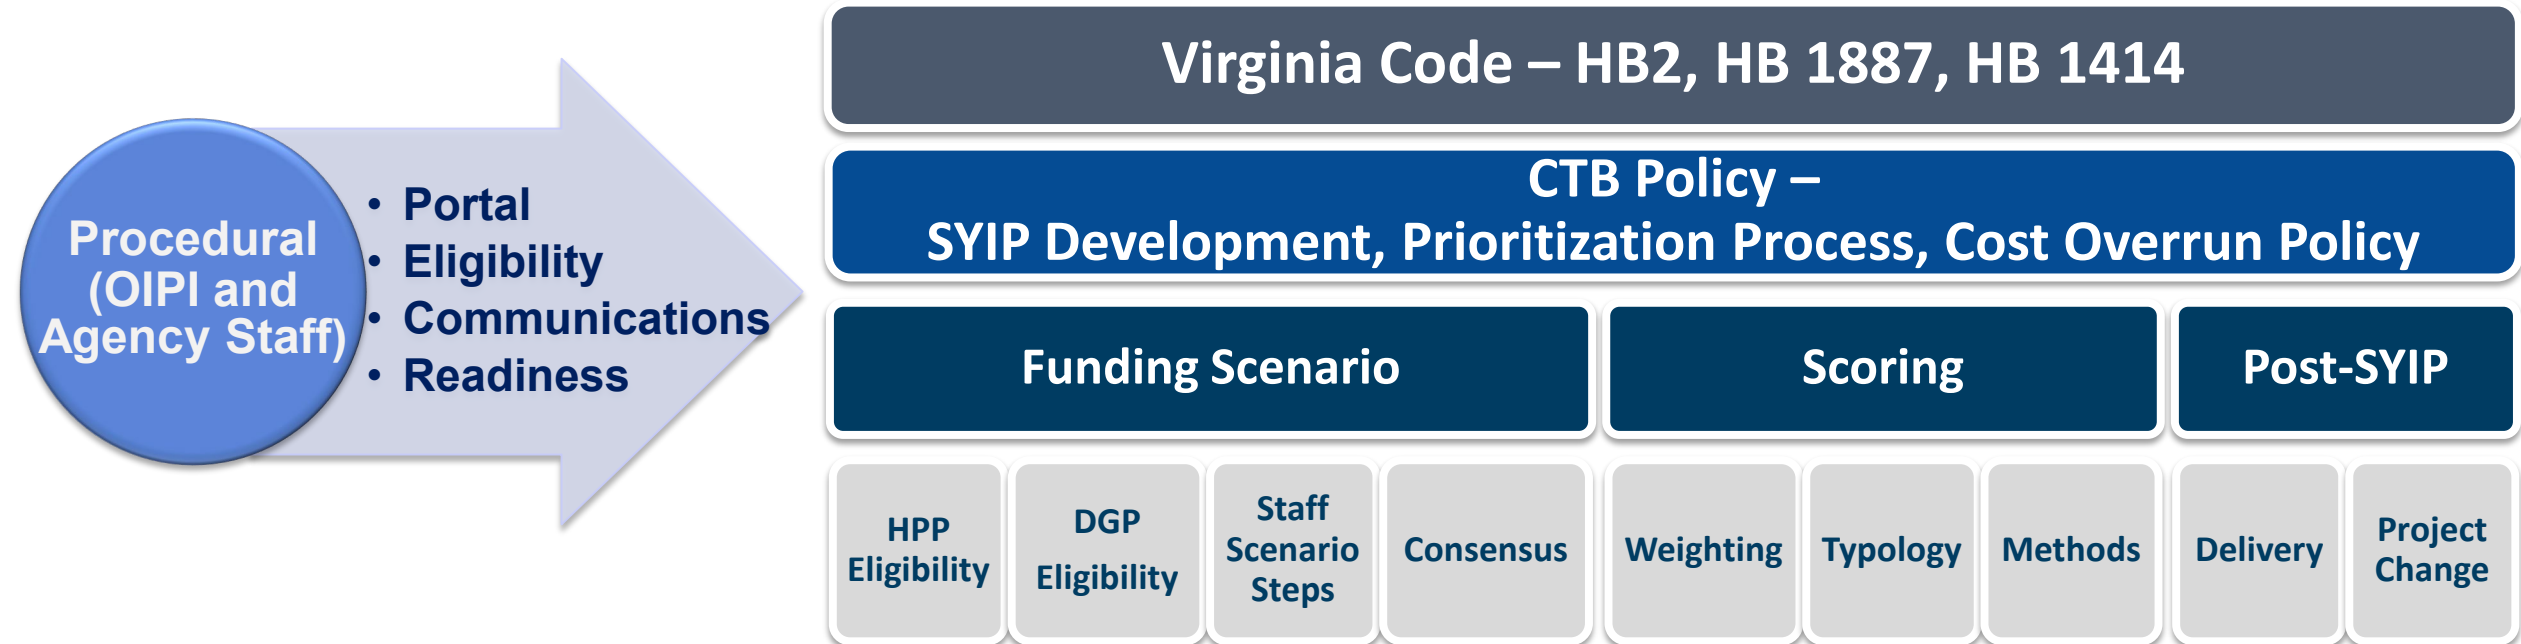 Procedural
(OIPI and
Agency Staff)
• Portal
• Eligibility
• Communications
• Readiness
Virginia Code – HB2, HB 1887, HB 1414
CTB Policy –
SYIP Development, Prioritization Process, Cost Overrun Policy
Funding Scenario
Scoring
Post-SYIP
HPP
Eligibility
DGP
Eligibility
Staff
Scenario
Steps
Consensus
Weighting
Typology
Methods
Delivery
Project
Change